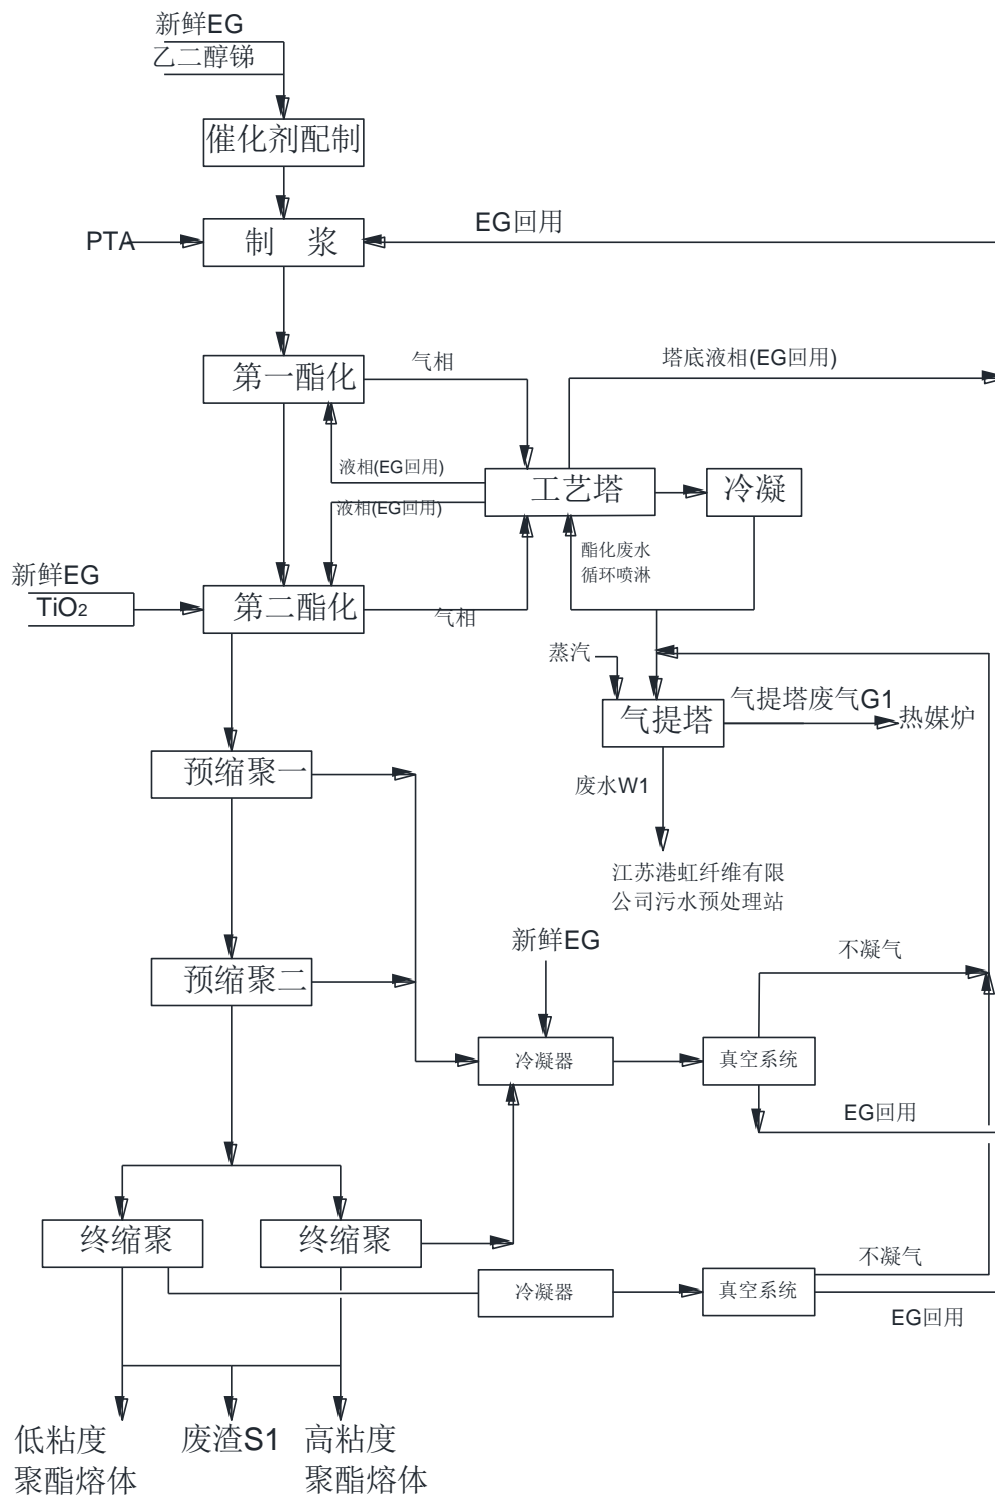 新鲜EG
乙二醇锑
催化剂配制
EG回用
PTA
制 浆
气相
塔底液相(EG回用)
第一酯化
液相(EG回用)
工艺塔
冷凝
液相(EG回用)
酯化废水
循环喷淋
新鲜EG
TiO2
第二酯化
气相
蒸汽
气提塔
气提塔废气G1
热媒炉
预缩聚一
废水W1
江苏港虹纤维有限
公司污水预处理站
新鲜EG
不凝气
预缩聚二
冷凝器
真空系统
EG回用
终缩聚
终缩聚
不凝气
冷凝器
真空系统
EG回用
低粘度
聚酯熔体
废渣S1
高粘度
聚酯熔体